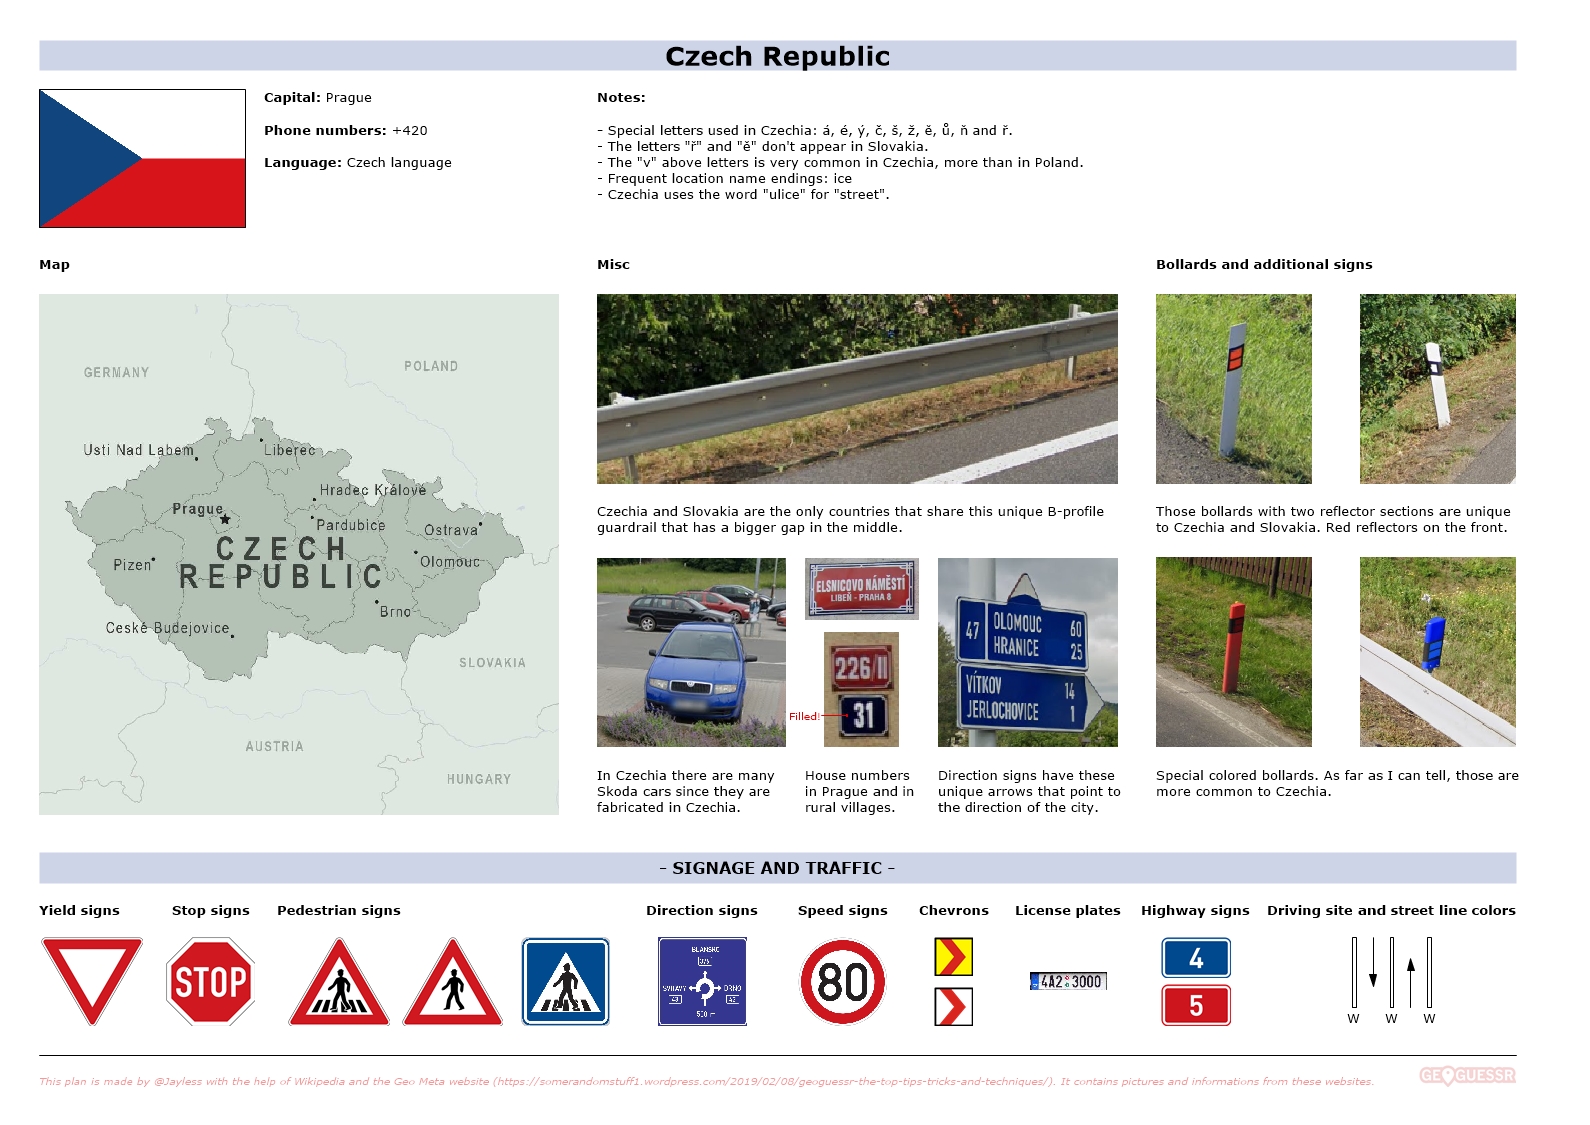 Czech Republic
Capital: Prague
Phone numbers: +420
Language: Czech language
Notes:
- Special letters used in Czechia: á, é, ý, č, š, ž, ě, ů, ň and ř.
- The letters "ř" and "ě" don't appear in Slovakia.
- The "v" above letters is very common in Czechia, more than in Poland.
- Frequent location name endings: ice
- Czechia uses the word "ulice" for "street".
Map
GERMANY
POLAND
Usti Nad Labem
Liberec
Hradec Králové
Prague
Pardubice
Ostrava
CZECH
REPUBLIC
Pizen
Olomouc
Brno
Ceské Budejovice
SLOVAKIA
AUSTRIA
HUNGARY
Misc
Czechia and Slovakia are the only countries that share this unique B-profile
guardrail that has a bigger gap in the middle.
In Czechia there are many
Skoda cars since they are
fabricated in Czechia.
ELSNICOVO NÁMĚSTÍ
LIBEŇ - PRAHA 8
226/II
Filled!
31
House numbers
in Prague and in
rural villages.
47 OLOMOUC 60
HRANICE 25
VÍTKOV 14
JERLOCHOVICE 1
Direction signs have these
unique arrows that point to
the direction of the city.
Bollards and additional signs
Those bollards with two reflector sections are unique
to Czechia and Slovakia. Red reflectors on the front.
Special colored bollards. As far as I can tell, those are
more common to Czechia.
- SIGNAGE AND TRAFFIC -
Yield signs
Stop signs
STOP
Pedestrian signs
Direction signs
BLANSKO
SVITAVY
43
BRNO
42
500 m
Speed signs
80
Chevrons
License plates
4A2 3000
Highway signs
4
5
Driving site and street line colors
W W W
This plan is made by @Jayless with the help of Wikipedia and the Geo Meta website (https://somerandomstuff1.wordpress.com/2019/02/08/geoguessr-the-top-tips-tricks-and-techniques/). It contains pictures and informations from these websites.
GEOGUESSR